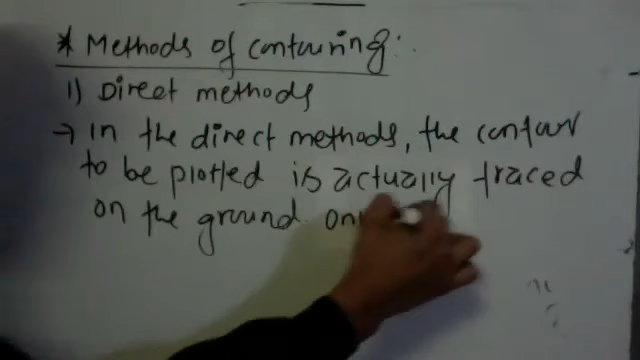 * Methods of contouring:
1) Direct methods
→ In the direct methods, the contour
to be plotted is actually traced
on the ground.